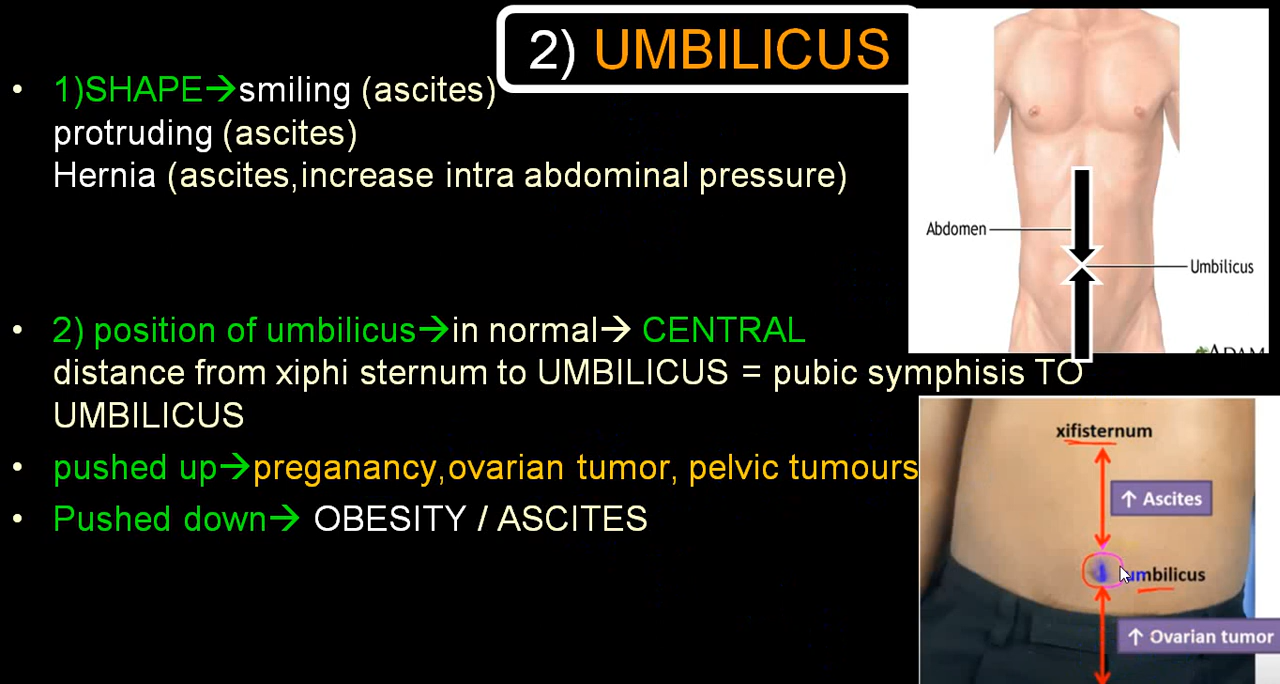 2) UMBILICUS
• 1)SHAPE→smiling (ascites)
protruding (ascites)
Hernia (ascites,increase intra abdominal pressure)
Abdomen
Umbilicus
• 2) position of umbilicus→in normal→ CENTRAL
distance from xiphi sternum to UMBILICUS = pubic symphisis TO
UMBILICUS
• pushed up→preganancy,ovarian tumor, pelvic tumours
• Pushed down→ OBESITY / ASCITES
xifisternum
↑ Ascites
umbilicus
↑ Ovarian tumor